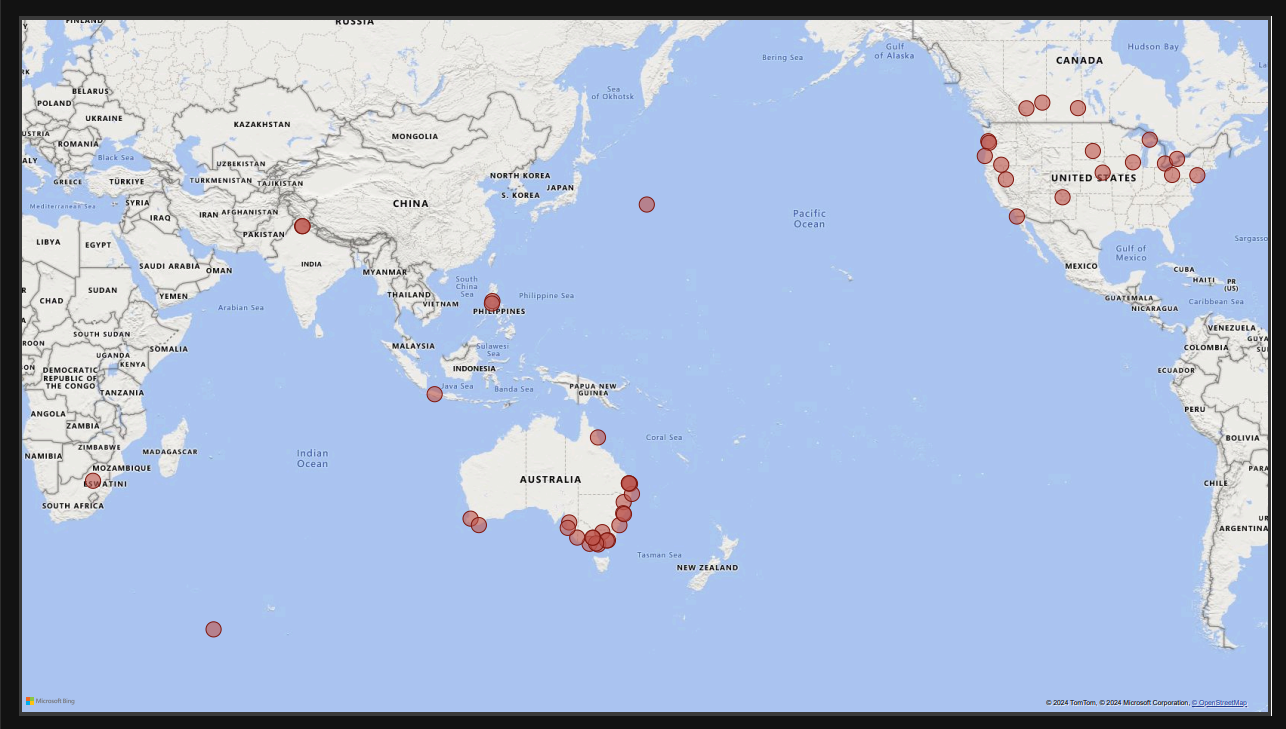 FINLAND
RUSSIA
Bering Sea
Gulf
of Alaska
Hudson Bay
CANADA
BELARUS
POLAND
UKRAINE
USTRIA
ROMANIA
ALY
Black Sea
GREECE
TÜRKIYE
Mediterranean Sea
SYRIA
IRAQ
IRAN
AFGHANISTAN
KAZAKHSTAN
UZBEKISTAN
TURKMENISTAN
TAJIKISTAN
MONGOLIA
Sea
of Okhotsk
NORTH KOREA
S. KOREA
JAPAN
CHINA
PAKISTAN
INDIA
LIBYA
EGYPT
SAUDI ARABIA
OMAN
YEMEN
Arabian Sea
CHAD
SUDAN
SOUTH SUDAN
SOMALIA
UGANDA
KENYA
DEMOCRATIC
REPUBLIC OF
THE CONGO
TANZANIA
ANGOLA
ZAMBIA
ZIMBABWE
NAMIBIA
MOZAMBIQUE
MADAGASCAR
ESWATINI
SOUTH AFRICA
MYANMAR
THAILAND
VIETNAM
South
China
Sea
Philippine Sea
PHILIPPINES
MALAYSIA
Sulawesi
Sea
INDONESIA
Java Sea
Banda Sea
PAPUA NEW
GUINEA
Indian
Ocean
AUSTRALIA
Coral Sea
Tasman Sea
NEW ZEALAND
Pacific
Ocean
UNITED STATES
MEXICO
Gulf of
Mexico
CUBA
HAITI
PR
(US)
Sargasso
GUATEMALA
NICARAGUA
Caribbean Sea
VENEZUELA
COLOMBIA
GUYA
ECUADOR
PERU
BOLIVIA
PARA
CHILE
UR
ARGENTINA
Microsoft Bing
© 2024 TomTom, © 2024 Microsoft Corporation, © OpenStreetMap